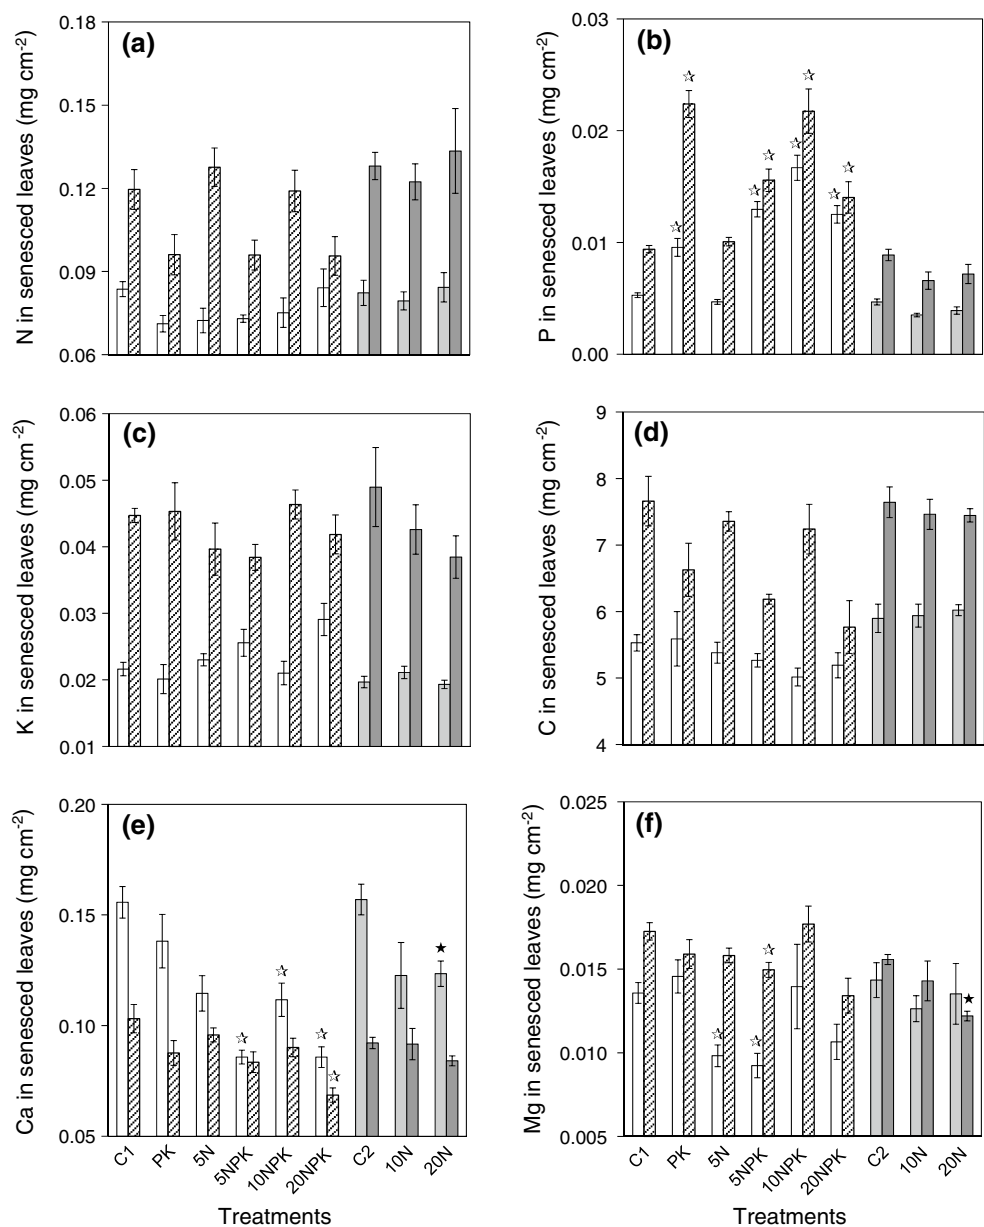 (a)
N in senesced leaves (mg cm-2)
0.18
0.15
0.12
0.09
0.06
(b)
P in senesced leaves (mg cm-2)
0.03
0.02
0.01
0.00
(c)
K in senesced leaves (mg cm-2)
0.06
0.05
0.04
0.03
0.02
0.01
(d)
C in senesced leaves (mg cm-2)
9
8
7
6
5
4
(e)
Ca in senesced leaves (mg cm-2)
0.20
0.15
0.10
0.05
C1 PK 5N 5NPK 10NPK 20NPK C2 10N 20N
Treatments
(f)
Mg in senesced leaves (mg cm-2)
0.025
0.020
0.015
0.010
0.005
C1 PK 5N 5NPK 10NPK 20NPK C2 10N 20N
Treatments